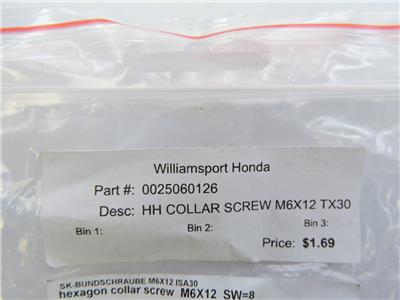 Williamsport Honda
Part #: 0025060126
Desc: HH COLLAR SCREW M6X12 TX30
Bin 1: Bin 2: Bin 3:
Price: $1.69
SK-BUNDSCHRAUBE M6X12 ISA30
hexagon collar screw M6X12 SW=8